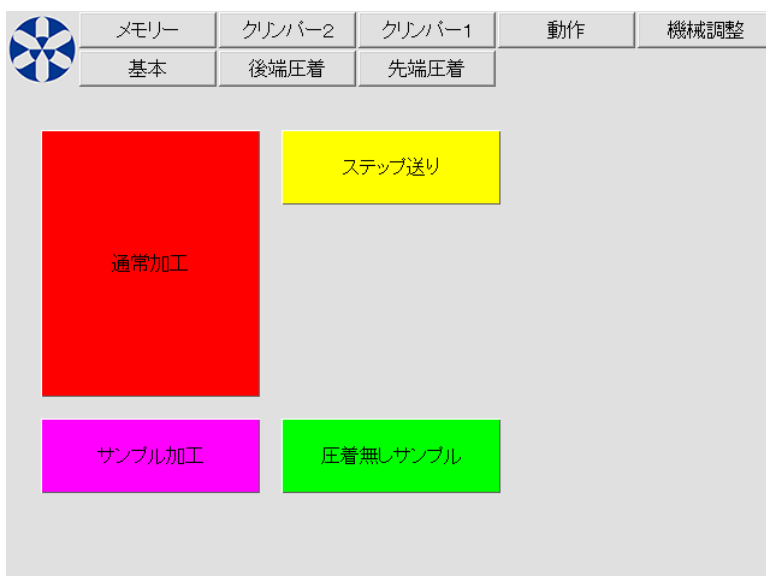 メモリー
クリンパー2
クリンパー1
動作
機械調整
基本
後端圧着
先端圧着
ステップ送り
通常加工
サンプル加工
圧着無しサンプル